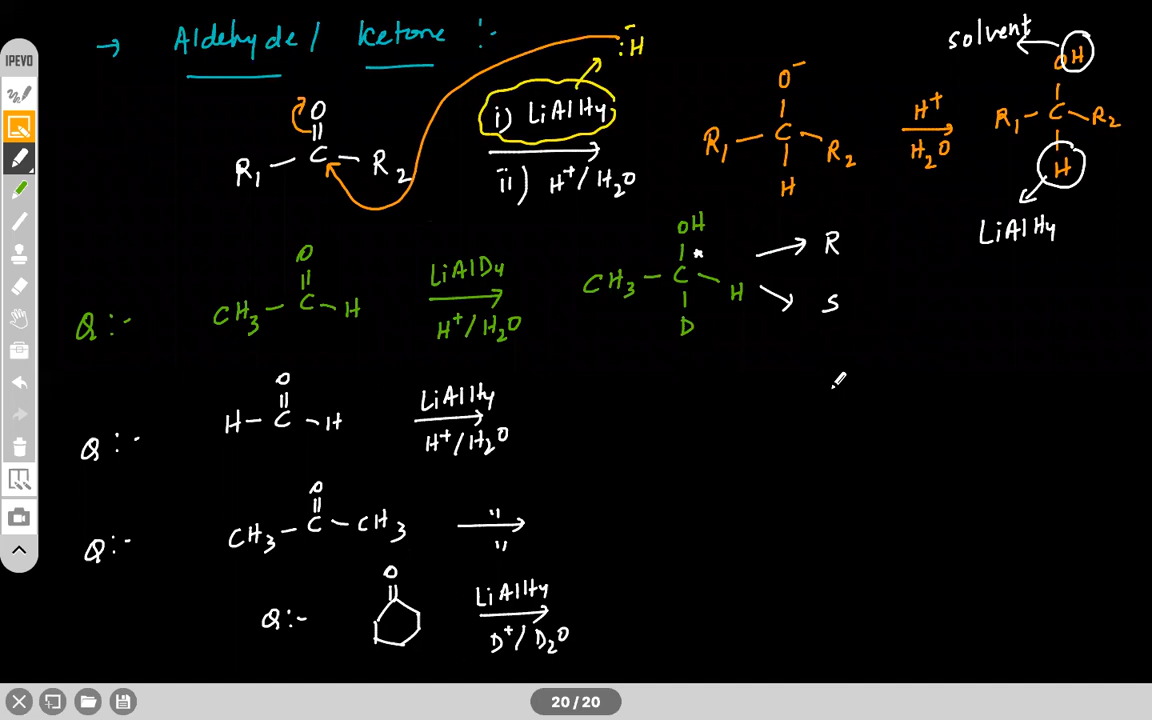 IPEVO
→ Aldehyde / Ketone :-
:H⁻
solvent
O
R₁ — C — R₂
i) LiAlH4
ii) H⁺/H₂O
O⁻
R₁ — C — R₂
H
H⁺
H₂O
OH
R₁ — C — R₂
H
LiAlH4
Q :-
O
CH₃ — C — H
LiAlD4
H⁺/H₂O
OH
CH₃ — C* — H
D
R
S
Q :-
O
H — C — H
LiAlH4
H⁺/H₂O
Q :-
O
CH₃ — C — CH₃
"
"
Q :-
O
LiAlH4
D⁺/D₂O
20 / 20